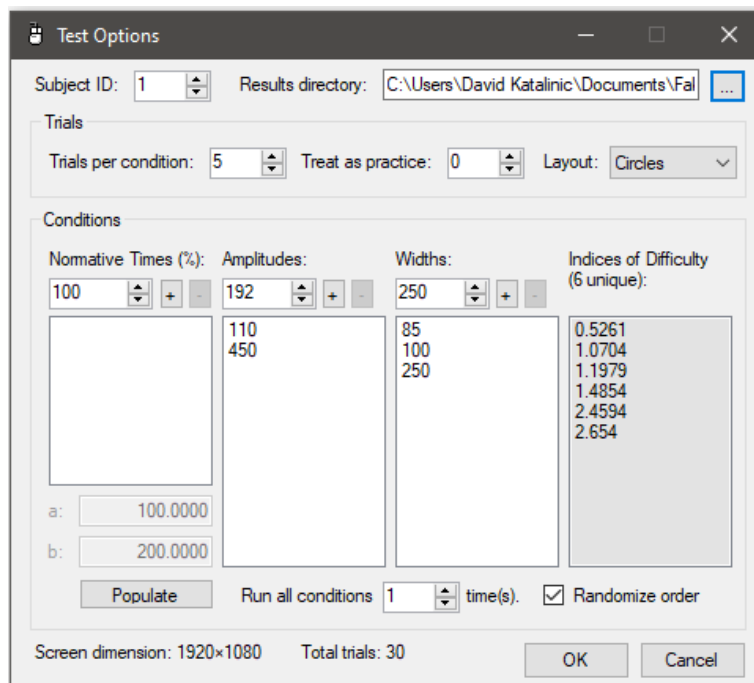 Test Options
Subject ID: 1 Results directory: C:\Users\David Katalinic\Documents\Fal ...
Trials
Trials per condition: 5 Treat as practice: 0 Layout: Circles
Conditions
Normative Times (%): Amplitudes: Widths: Indices of Difficulty
(6 unique):
100 + - 192 + - 250 + -
110 85 0.5261
450 100 1.0704
250 1.1979
1.4854
2.4594
2.654
a: 100.0000
b: 200.0000
Populate Run all conditions 1 time(s). Randomize order
Screen dimension: 1920×1080 Total trials: 30 OK Cancel